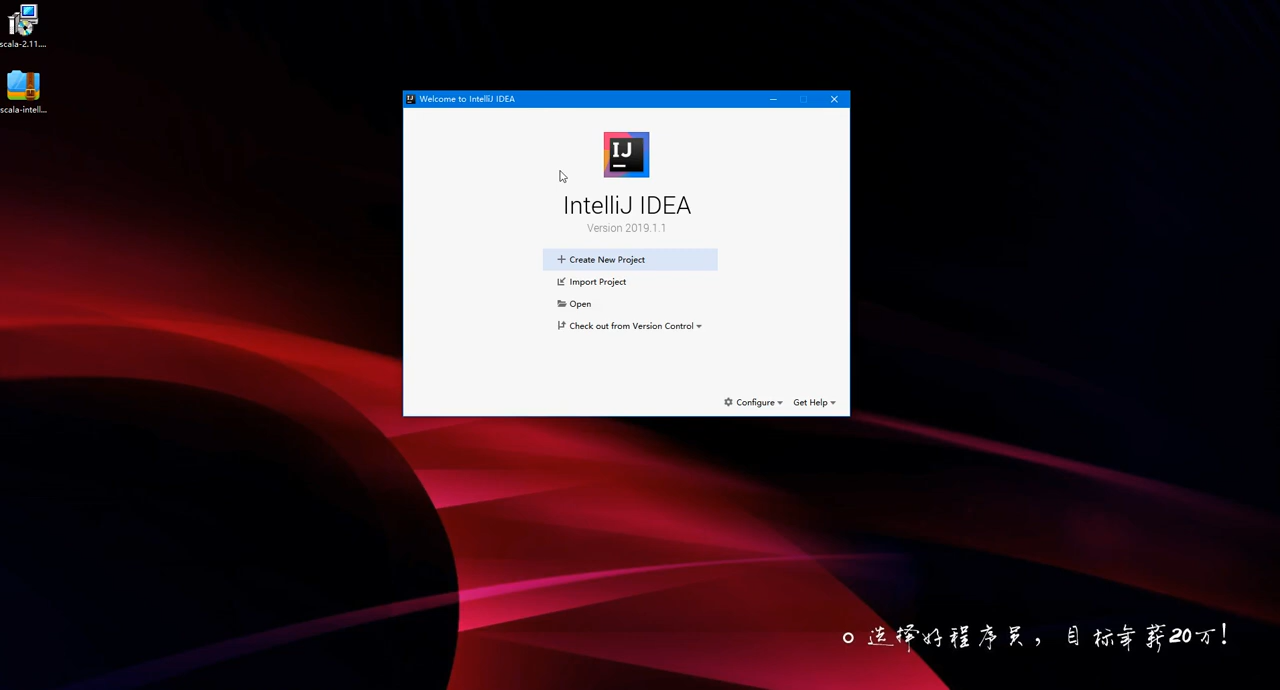 scala-2.11....
scala-intell...
Welcome to IntelliJ IDEA
IJ
IntelliJ IDEA
Version 2019.1.1
Create New Project
Import Project
Open
Check out from Version Control
Configure
Get Help
选择好程序员，目标年薪20万！